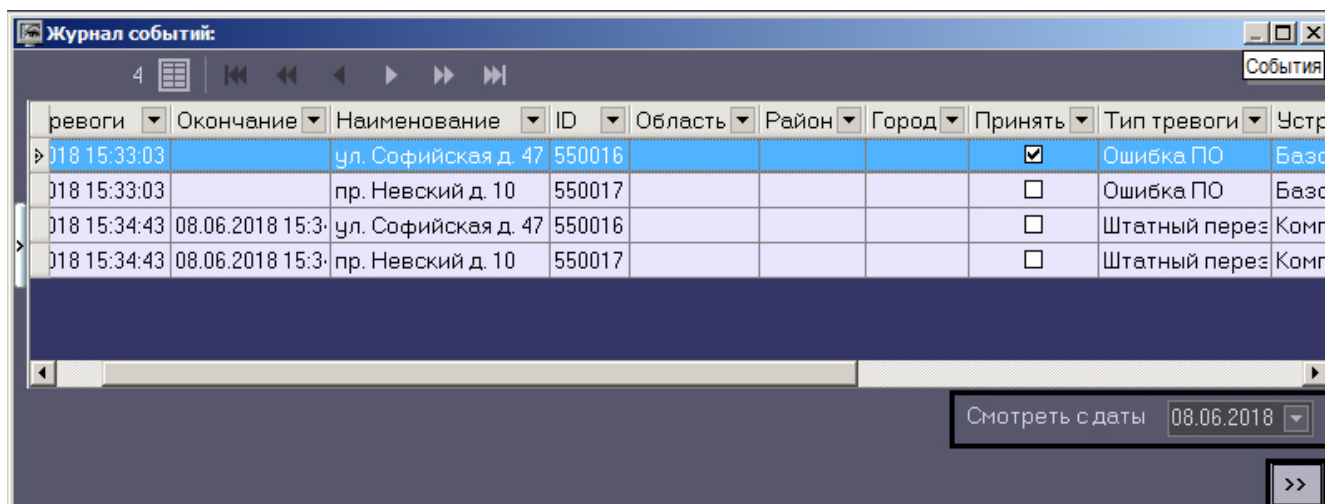 Журнал событий:
4
События
ревоги Окончание Наименование ID Область Район Город Принять Тип тревоги Устр
018 15:33:03 ул. Софийская д. 47 550016 Ошибка ПО Базо
018 15:33:03 пр. Невский д. 10 550017 Ошибка ПО Базо
018 15:34:43 08.06.2018 15:3 ул. Софийская д. 47 550016 Штатный перез Комп
018 15:34:43 08.06.2018 15:3 пр. Невский д. 10 550017 Штатный перез Комп
Смотреть с даты 08.06.2018
>>